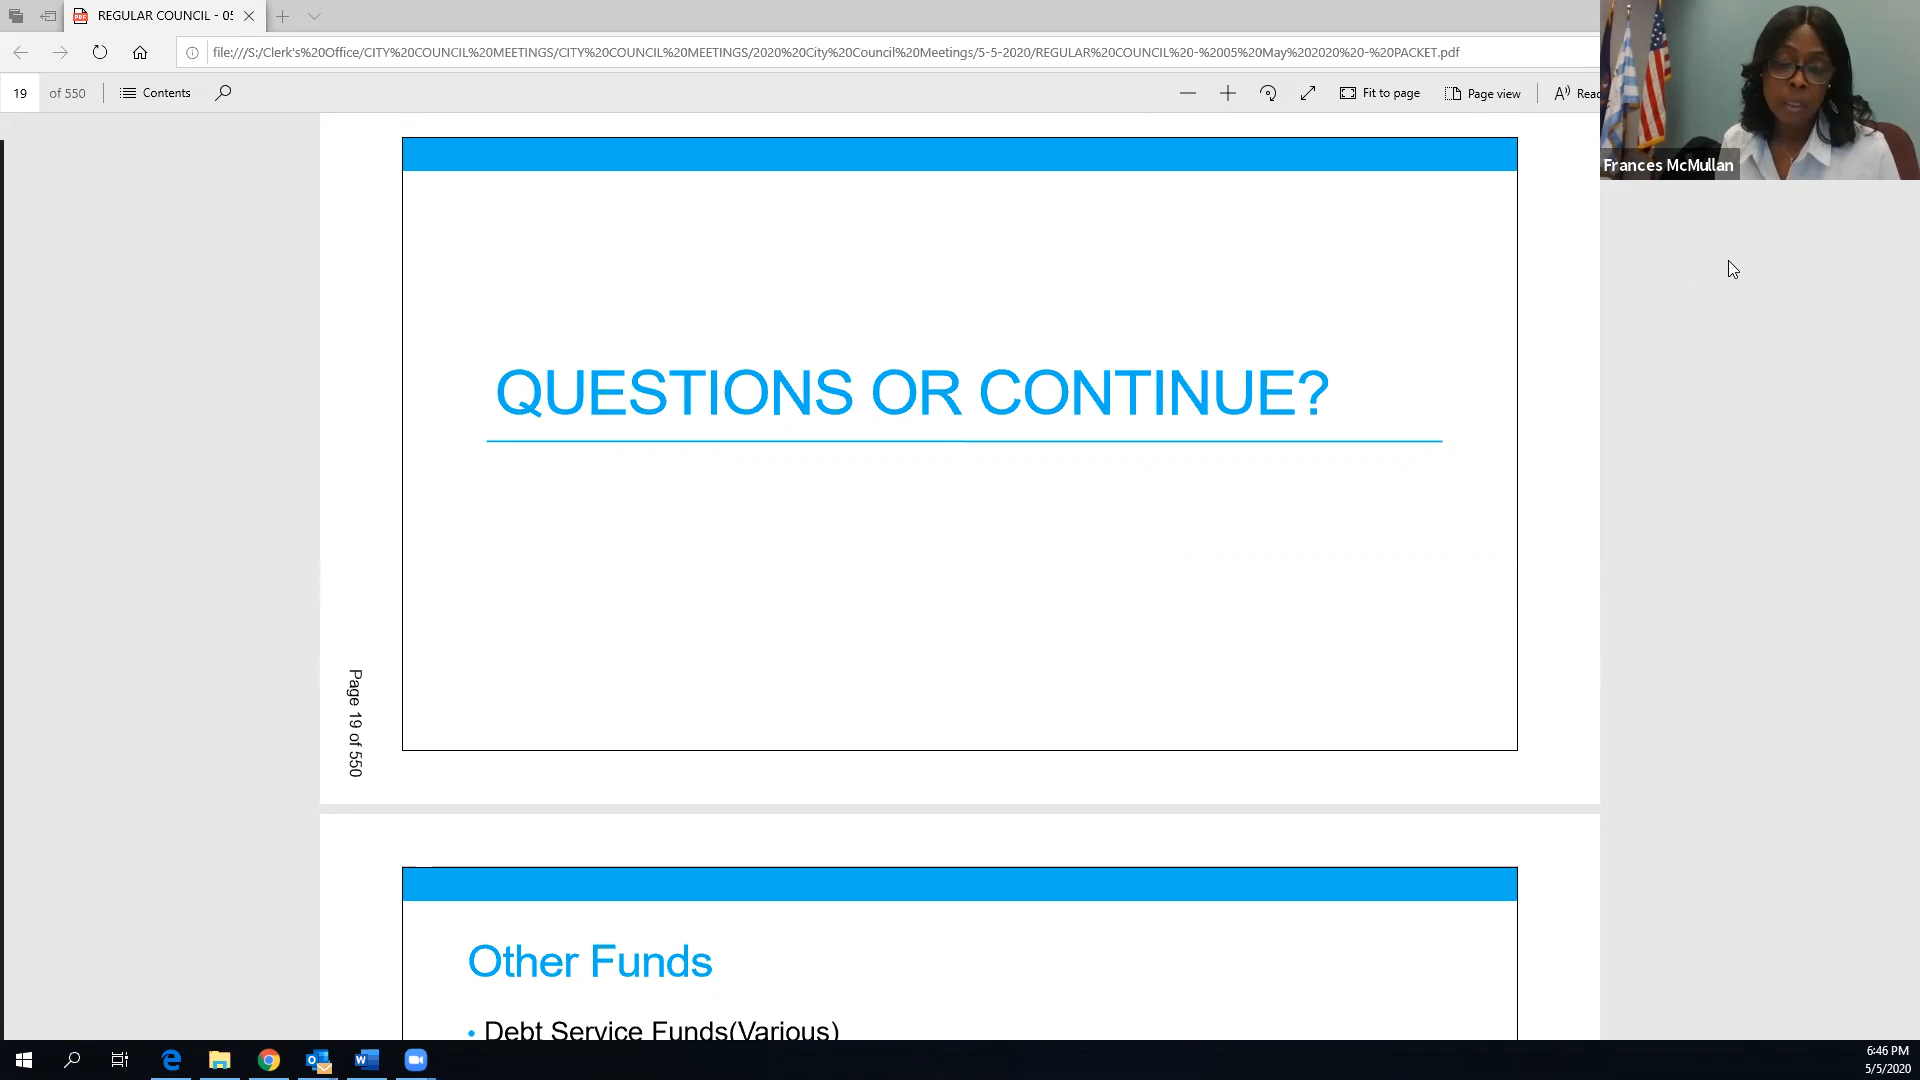 REGULAR COUNCIL - 05
file:///S:/Clerk's%20Office/CITY%20COUNCIL%20MEETINGS/CITY%20COUNCIL%20MEETINGS/2020%20City%20Council%20Meetings/5-5-2020/REGULAR%20COUNCIL%20-%2005%20May%202020%20-%20PACKET.pdf
19 of 550 Contents Fit to page Page view A Read
Frances McMullan
QUESTIONS OR CONTINUE?
Page 19 of 550
Other Funds
• Debt Service Funds(Various)
6:46 PM
5/5/2020